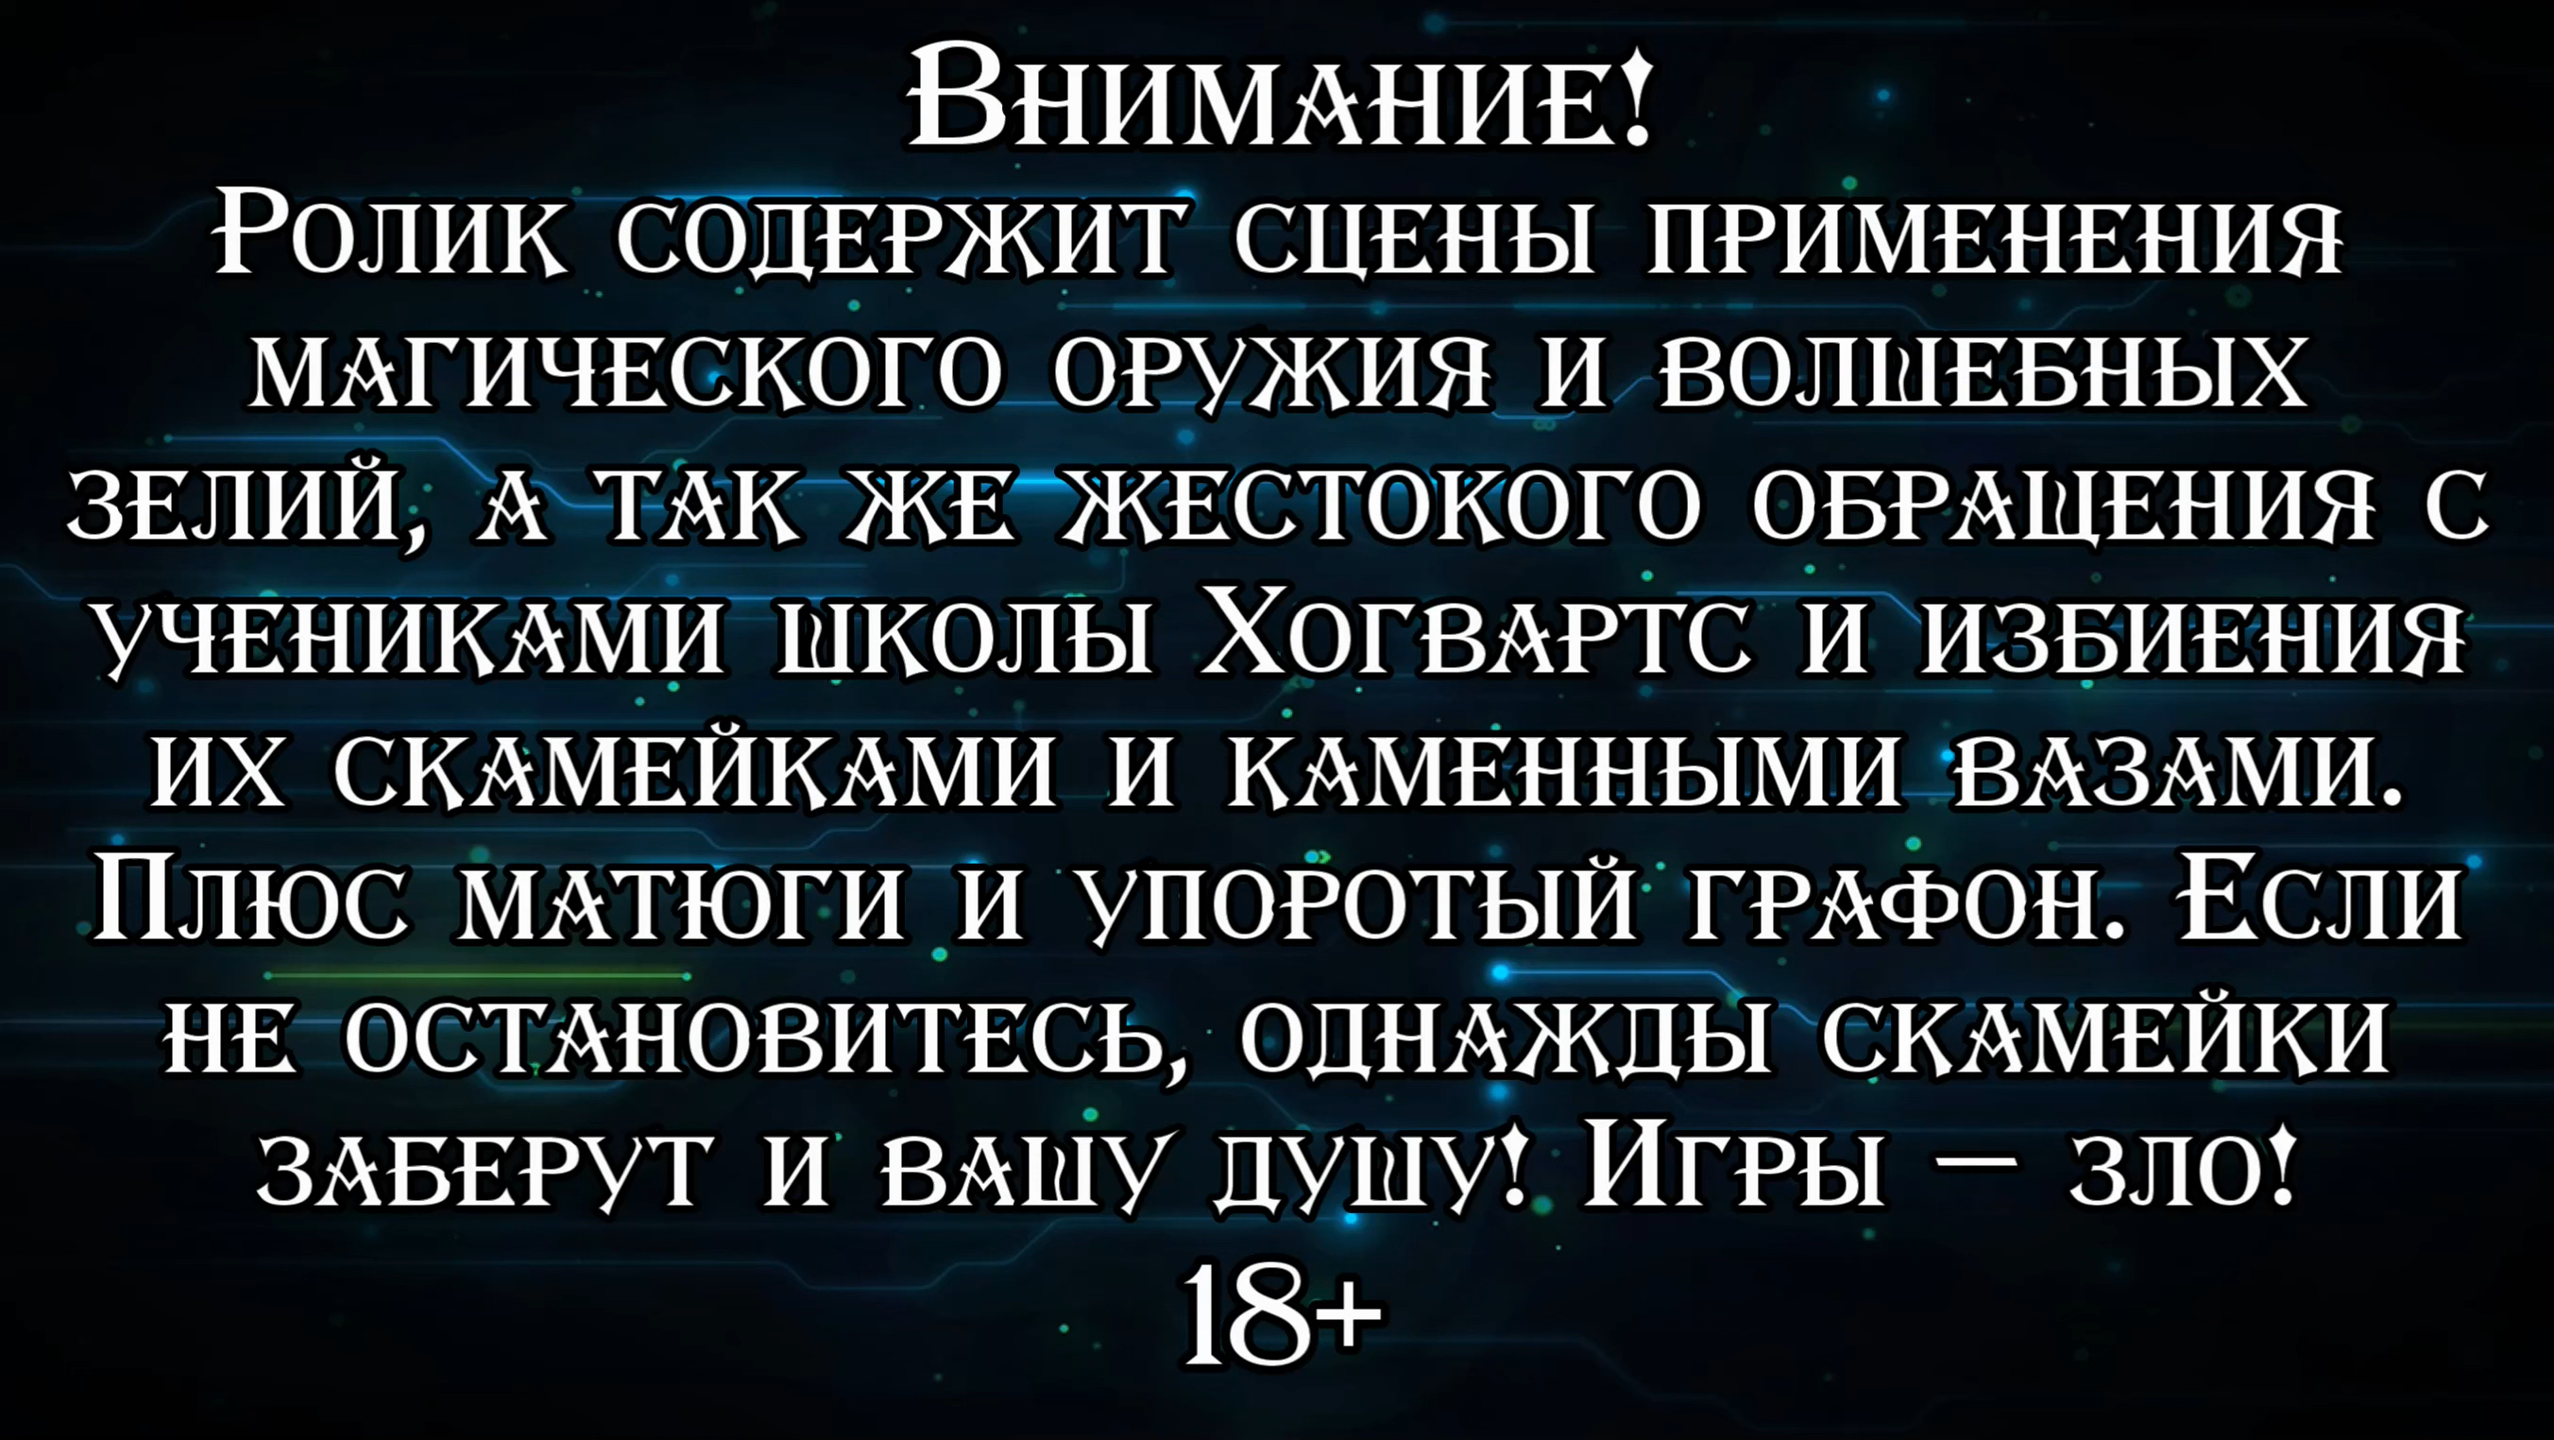 Внимание!
Ролик содержит сцены применения
магического оружия и волшебных
зелий, а так же жестокого обращения с
учениками школы Хогвартс и избиения
их скамейками и каменными вазами.
Плюс матюги и упоротый графон. Если
не остановитесь, однажды скамейки
заберут и вашу душу! Игры — зло!
18+